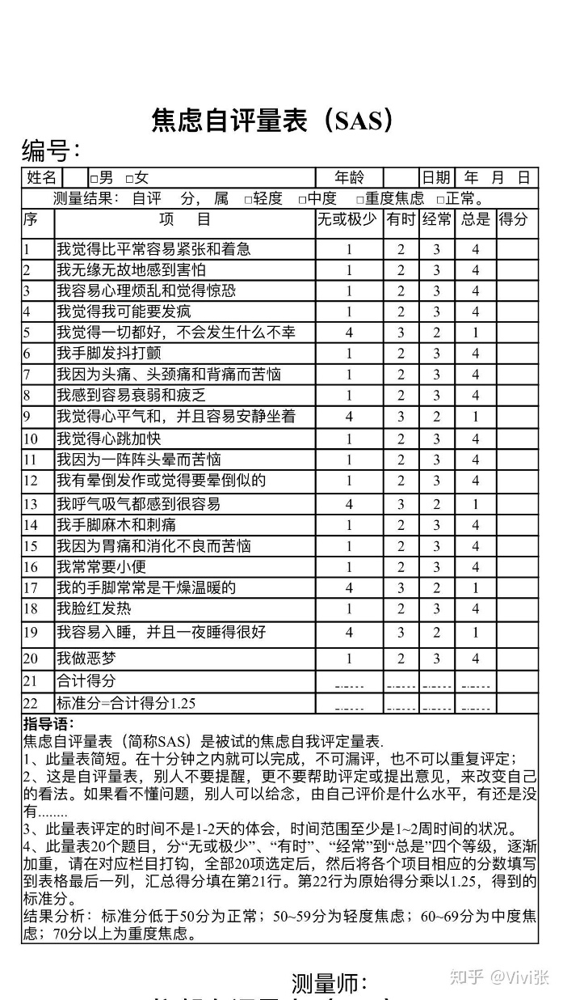 焦虑自评量表（SAS）
编号：
姓名 □男 □女 年龄 日期 年 月 日
测量结果： 自评 分，属 □轻度 □中度 □重度焦虑 □正常。
序 项 目 无或极少 有时 经常 总是 得分
1 我觉得比平常容易紧张和着急 1 2 3 4
2 我无缘无故地感到害怕 1 2 3 4
3 我容易心理烦乱和觉得惊恐 1 2 3 4
4 我觉得我可能要发疯 1 2 3 4
5 我觉得一切都好，不会发生什么不幸 4 3 2 1
6 我手脚发抖打颤 1 2 3 4
7 我因为头痛、头颈痛和背痛而苦恼 1 2 3 4
8 我感到容易衰弱和疲乏 1 2 3 4
9 我觉得心平气和，并且容易安静坐着 4 3 2 1
10 我觉得心跳加快 1 2 3 4
11 我因为一阵阵头晕而苦恼 1 2 3 4
12 我有晕倒发作或觉得要晕倒似的 1 2 3 4
13 我呼气吸气都感到很容易 4 3 2 1
14 我手脚麻木和刺痛 1 2 3 4
15 我因为胃痛和消化不良而苦恼 1 2 3 4
16 我常常要小便 1 2 3 4
17 我的手脚常常是干燥温暖的 4 3 2 1
18 我脸红发热 1 2 3 4
19 我容易入睡，并且一夜睡得很好 4 3 2 1
20 我做恶梦 1 2 3 4
21 合计得分
22 标准分=合计得分1.25
指导语：
焦虑自评量表（简称SAS）是被试的焦虑自我评定量表.
1、此量表简短。在十分钟之内就可以完成，不可漏评，也不可以重复评定；
2、这是自评量表，别人不要提醒，更不要帮助评定或提出意见，来改变自己
的看法。如果看不懂问题，别人可以给念，由自己评价是什么水平，有还是没
有........
3、此量表评定的时间不是1-2天的体会，时间范围至少是1~2周时间的状况。
4、此量表20个题目，分“无或极少”、“有时”、“经常”到“总是”四个等级，逐渐
加重，请在对应栏目打钩，全部20项选定后，然后将各个项目相应的分数填写
到表格最后一列，汇总得分填在第21行。第22行为原始得分乘以1.25，得到的
标准分。
结果分析：标准分低于50分为正常；50~59分为轻度焦虑；60~69分为中度焦
虑；70分以上为重度焦虑。
测量师：
知乎 @Vivi张